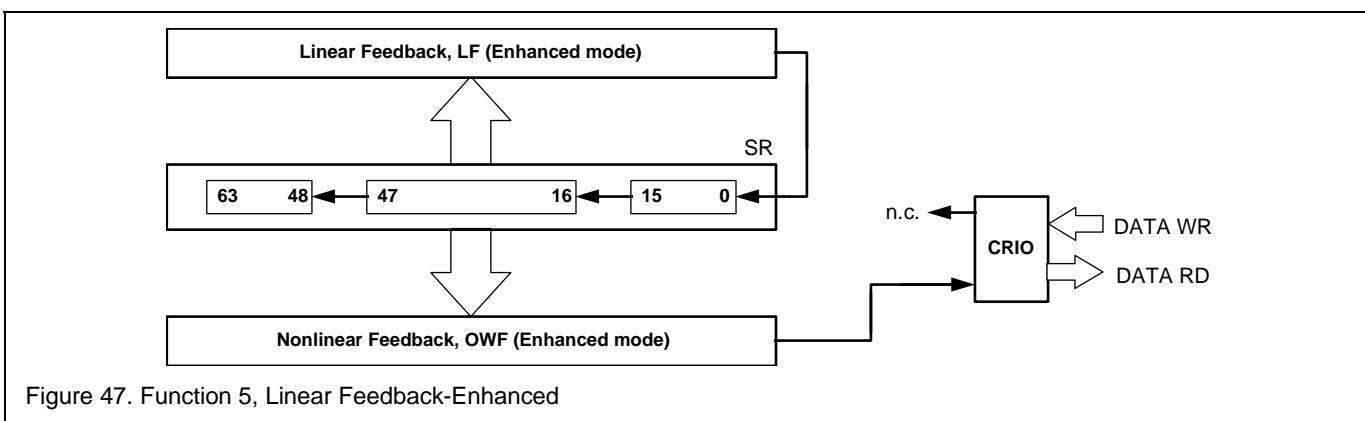 Linear Feedback, LF (Enhanced mode)
SR
63 48 47 16 15 0
n.c.
CRIO
DATA WR
DATA RD
Nonlinear Feedback, OWF (Enhanced mode)
Figure 47. Function 5, Linear Feedback-Enhanced